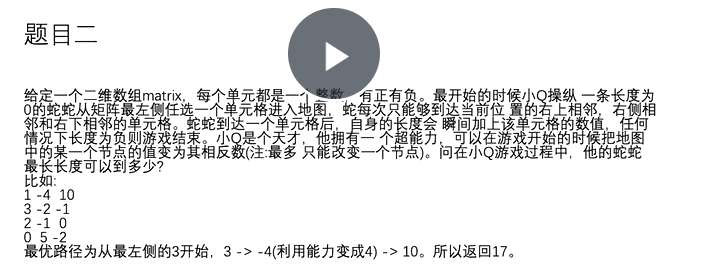 题目二
给定一个二维数组matrix，每个单元都是一个整数，有正有负。最开始的时候小Q操纵 一条长度为
0的蛇蛇从矩阵最左侧任选一个单元格进入地图，蛇每次只能够到达当前位 置的右上相邻，右侧相
邻和右下相邻的单元格。蛇蛇到达一个单元格后，自身的长度会 瞬间加上该单元格的数值，任何
情况下长度为负则游戏结束。小Q是个天才，他拥有一 个超能力，可以在游戏开始的时候把地图
中的某一个节点的值变为其相反数(注:最多 只能改变一个节点)。问在小Q游戏过程中，他的蛇蛇
最长长度可以到多少?
比如:
1 -4 10
3 -2 -1
2 -1 0
0 5 -2
最优路径为从最左侧的3开始，3 -> -4(利用能力变成4) -> 10。所以返回17。